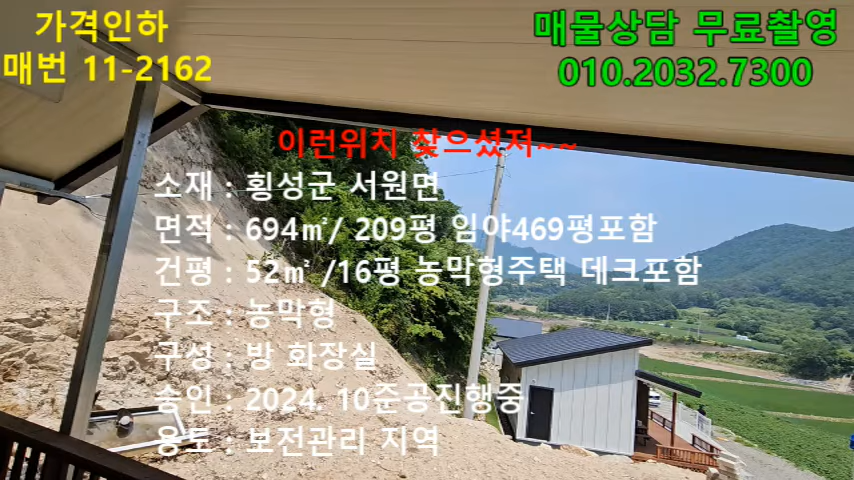 가격인하
매번 11-2162
매물상담 무료촬영
010.2032.7300
이런위치 찾으셨져~~
소재 : 횡성군 서원면
면적 : 694㎡/ 209평 임야469평포함
건평 : 52㎡ /16평 농막형주택 데크포함
구조 : 농막형
구성 : 방 화장실
승인 : 2024. 10준공진행중
용도 : 보전관리 지역